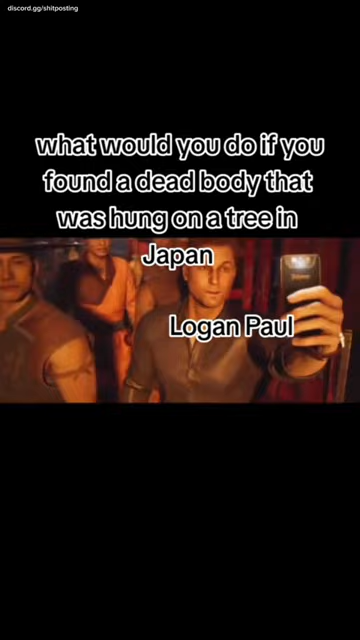 discord.gg/shitposting
what would you do if you
found a dead body that
was hung on a tree in
Japan
Logan Paul